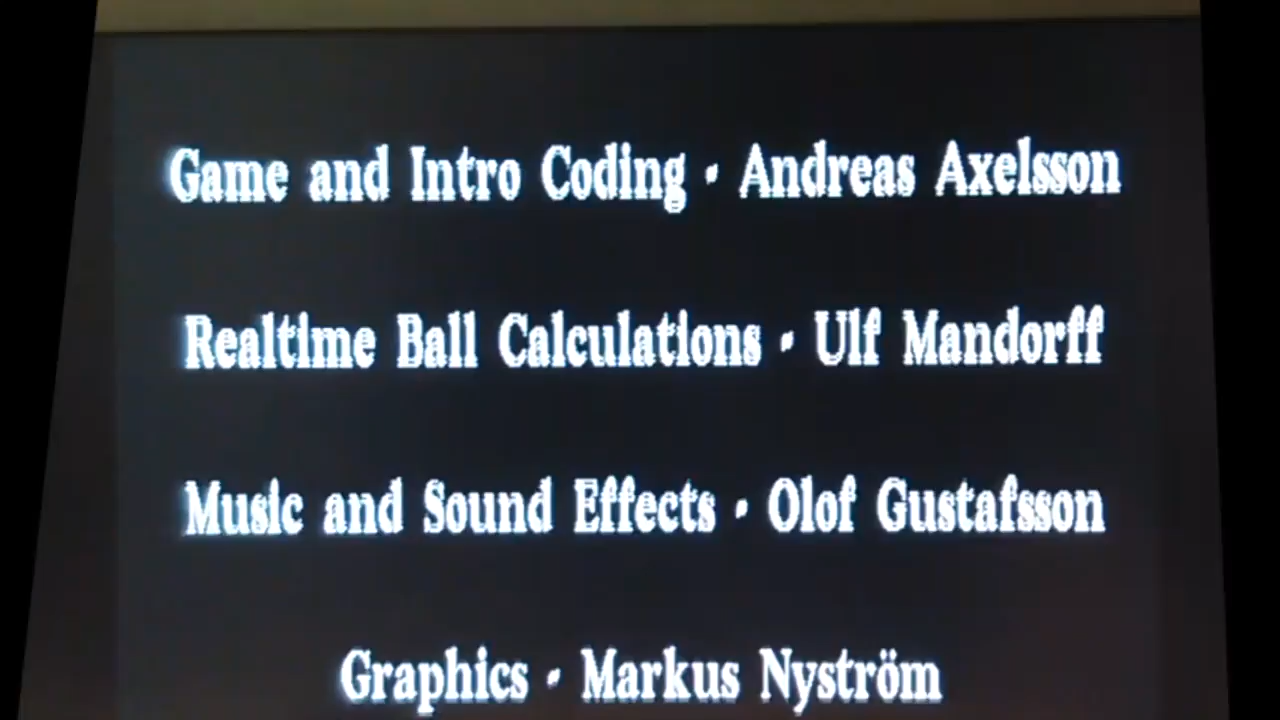 Game and Intro Coding · Andreas Axelsson
Realtime Ball Calculations · Ulf Mandorff
Music and Sound Effects · Olof Gustafsson
Graphics · Markus Nyström